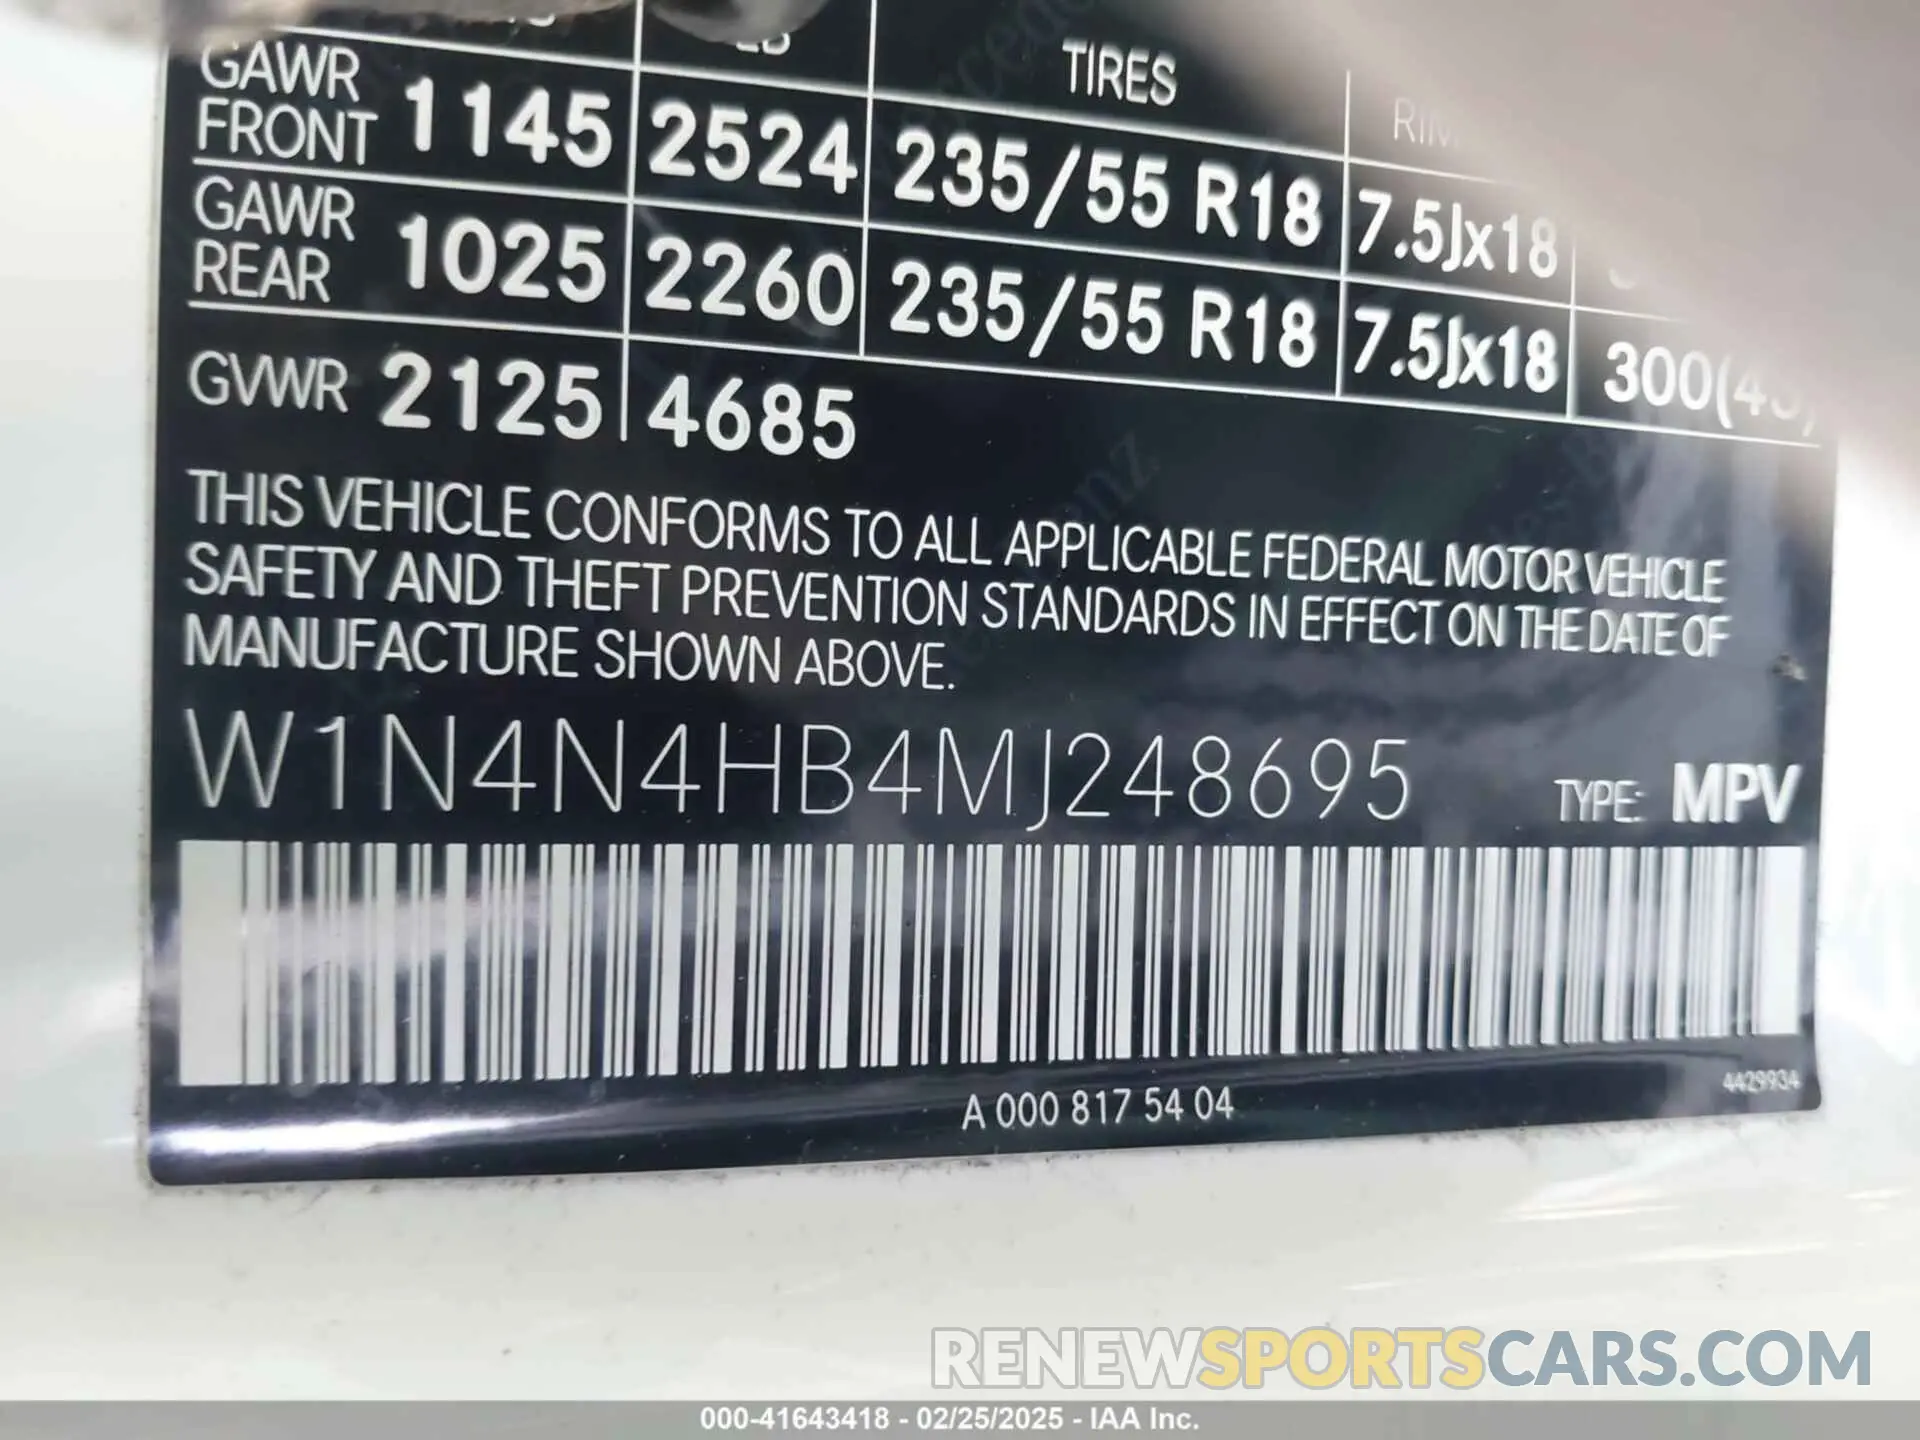 TIRES
GAWR FRONT 1145 2524 235/55 R18 7.5Jx18
GAWR REAR 1025 2260 235/55 R18 7.5Jx18 300(
GVWR 2125 4685
THIS VEHICLE CONFORMS TO ALL APPLICABLE FEDERAL MOTOR VEHICLE
SAFETY AND THEFT PREVENTION STANDARDS IN EFFECT ON THE DATE OF
MANUFACTURE SHOWN ABOVE.
W1N4N4HB4MJ248695 TYPE: MPV
A 000 817 54 04
4429934
RENEWSPORTSCARS.COM
000-41643418 - 02/25/2025 - IAA Inc.